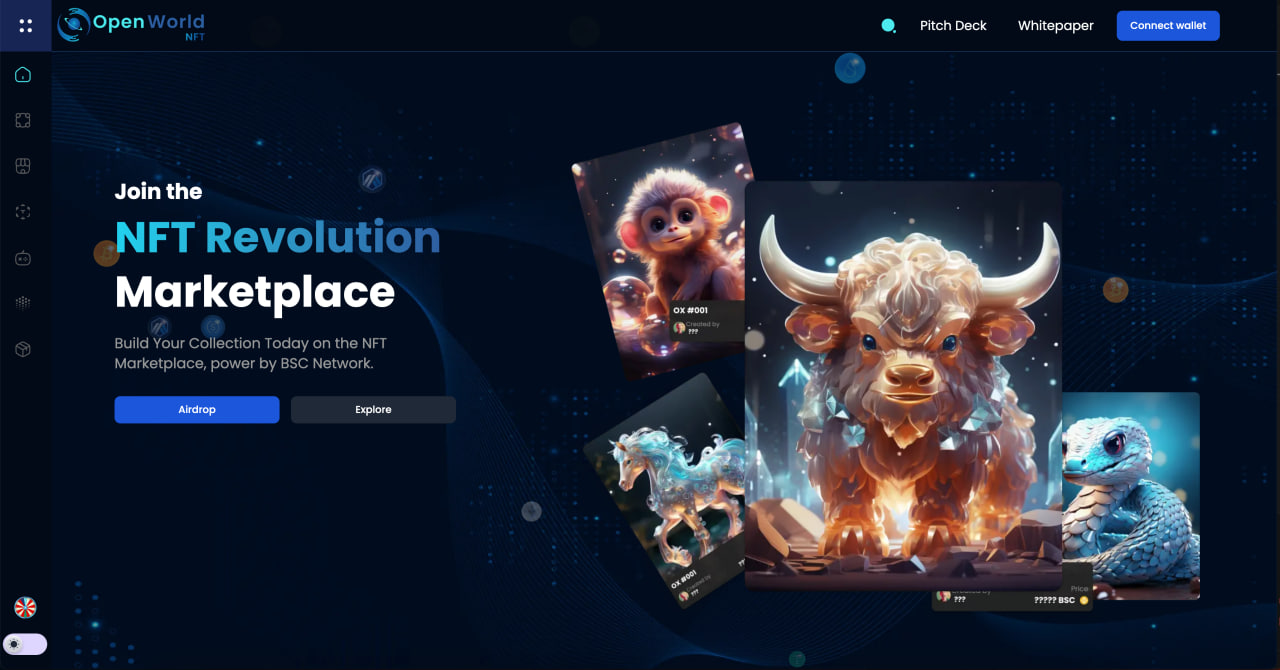 OpenWorld
NFT
Pitch Deck
Whitepaper
Connect wallet
Join the
NFT Revolution
Marketplace
Build Your Collection Today on the NFT
Marketplace, power by BSC Network.
Airdrop
Explore
OX #001
Created by
???
OX #001
Created by
???
???
Created by
???
Price
????? BSC